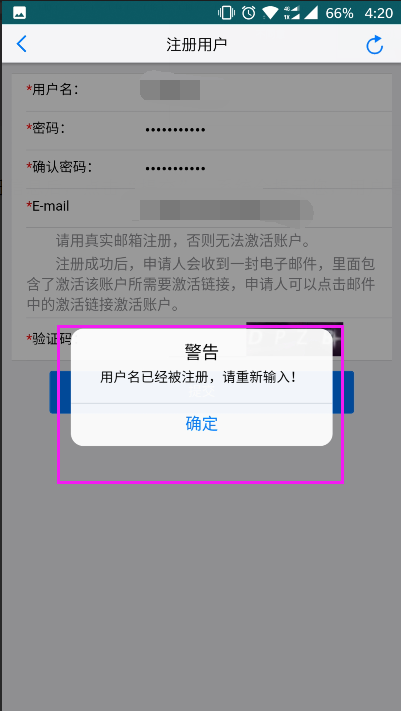 66% 4:20
注册用户
*用户名：
*密码： •••••••••••
*确认密码： •••••••••••
*E-mail
请用真实邮箱注册，否则无法激活账户。
注册成功后，申请人会收到一封电子邮件，里面包
含了激活该账户所需要激活链接，申请人可以点击邮件
中的激活链接激活账户。
*验证码
警告
用户名已经被注册，请重新输入！
确定